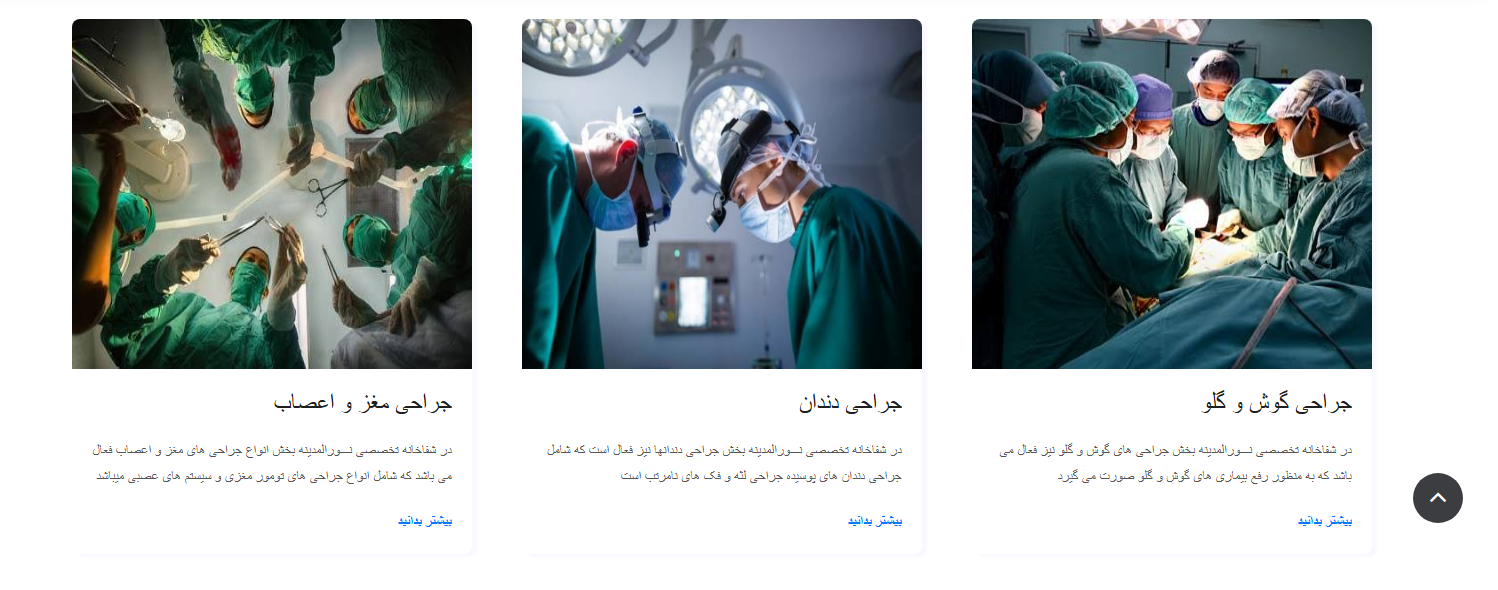 جراحی گوش و گلو
در شفاخانه تخصصی نـــورالمدینه بخش جراحی های گوش و گلو نیز فعال می
باشد که به منظور رفع بیماری های گوش و گلو صورت می گیرد
بیشتر بدانید
جراحی دندان
در شفاخانه تخصصی نـــورالمدینه بخش جراحی دندانها نیز فعال است که شامل
جراحی دندان های پوسیده جراحی لثه و فک های نامرتب است
بیشتر بدانید
جراحی مغز و اعصاب
در شفاخانه تخصصی نـــورالمدینه بخش انواع جراحی های مغز و اعصاب فعال
می باشد که شامل انواع جراحی های تومور مغزی و سیستم های عصبی میباشد
بیشتر بدانید